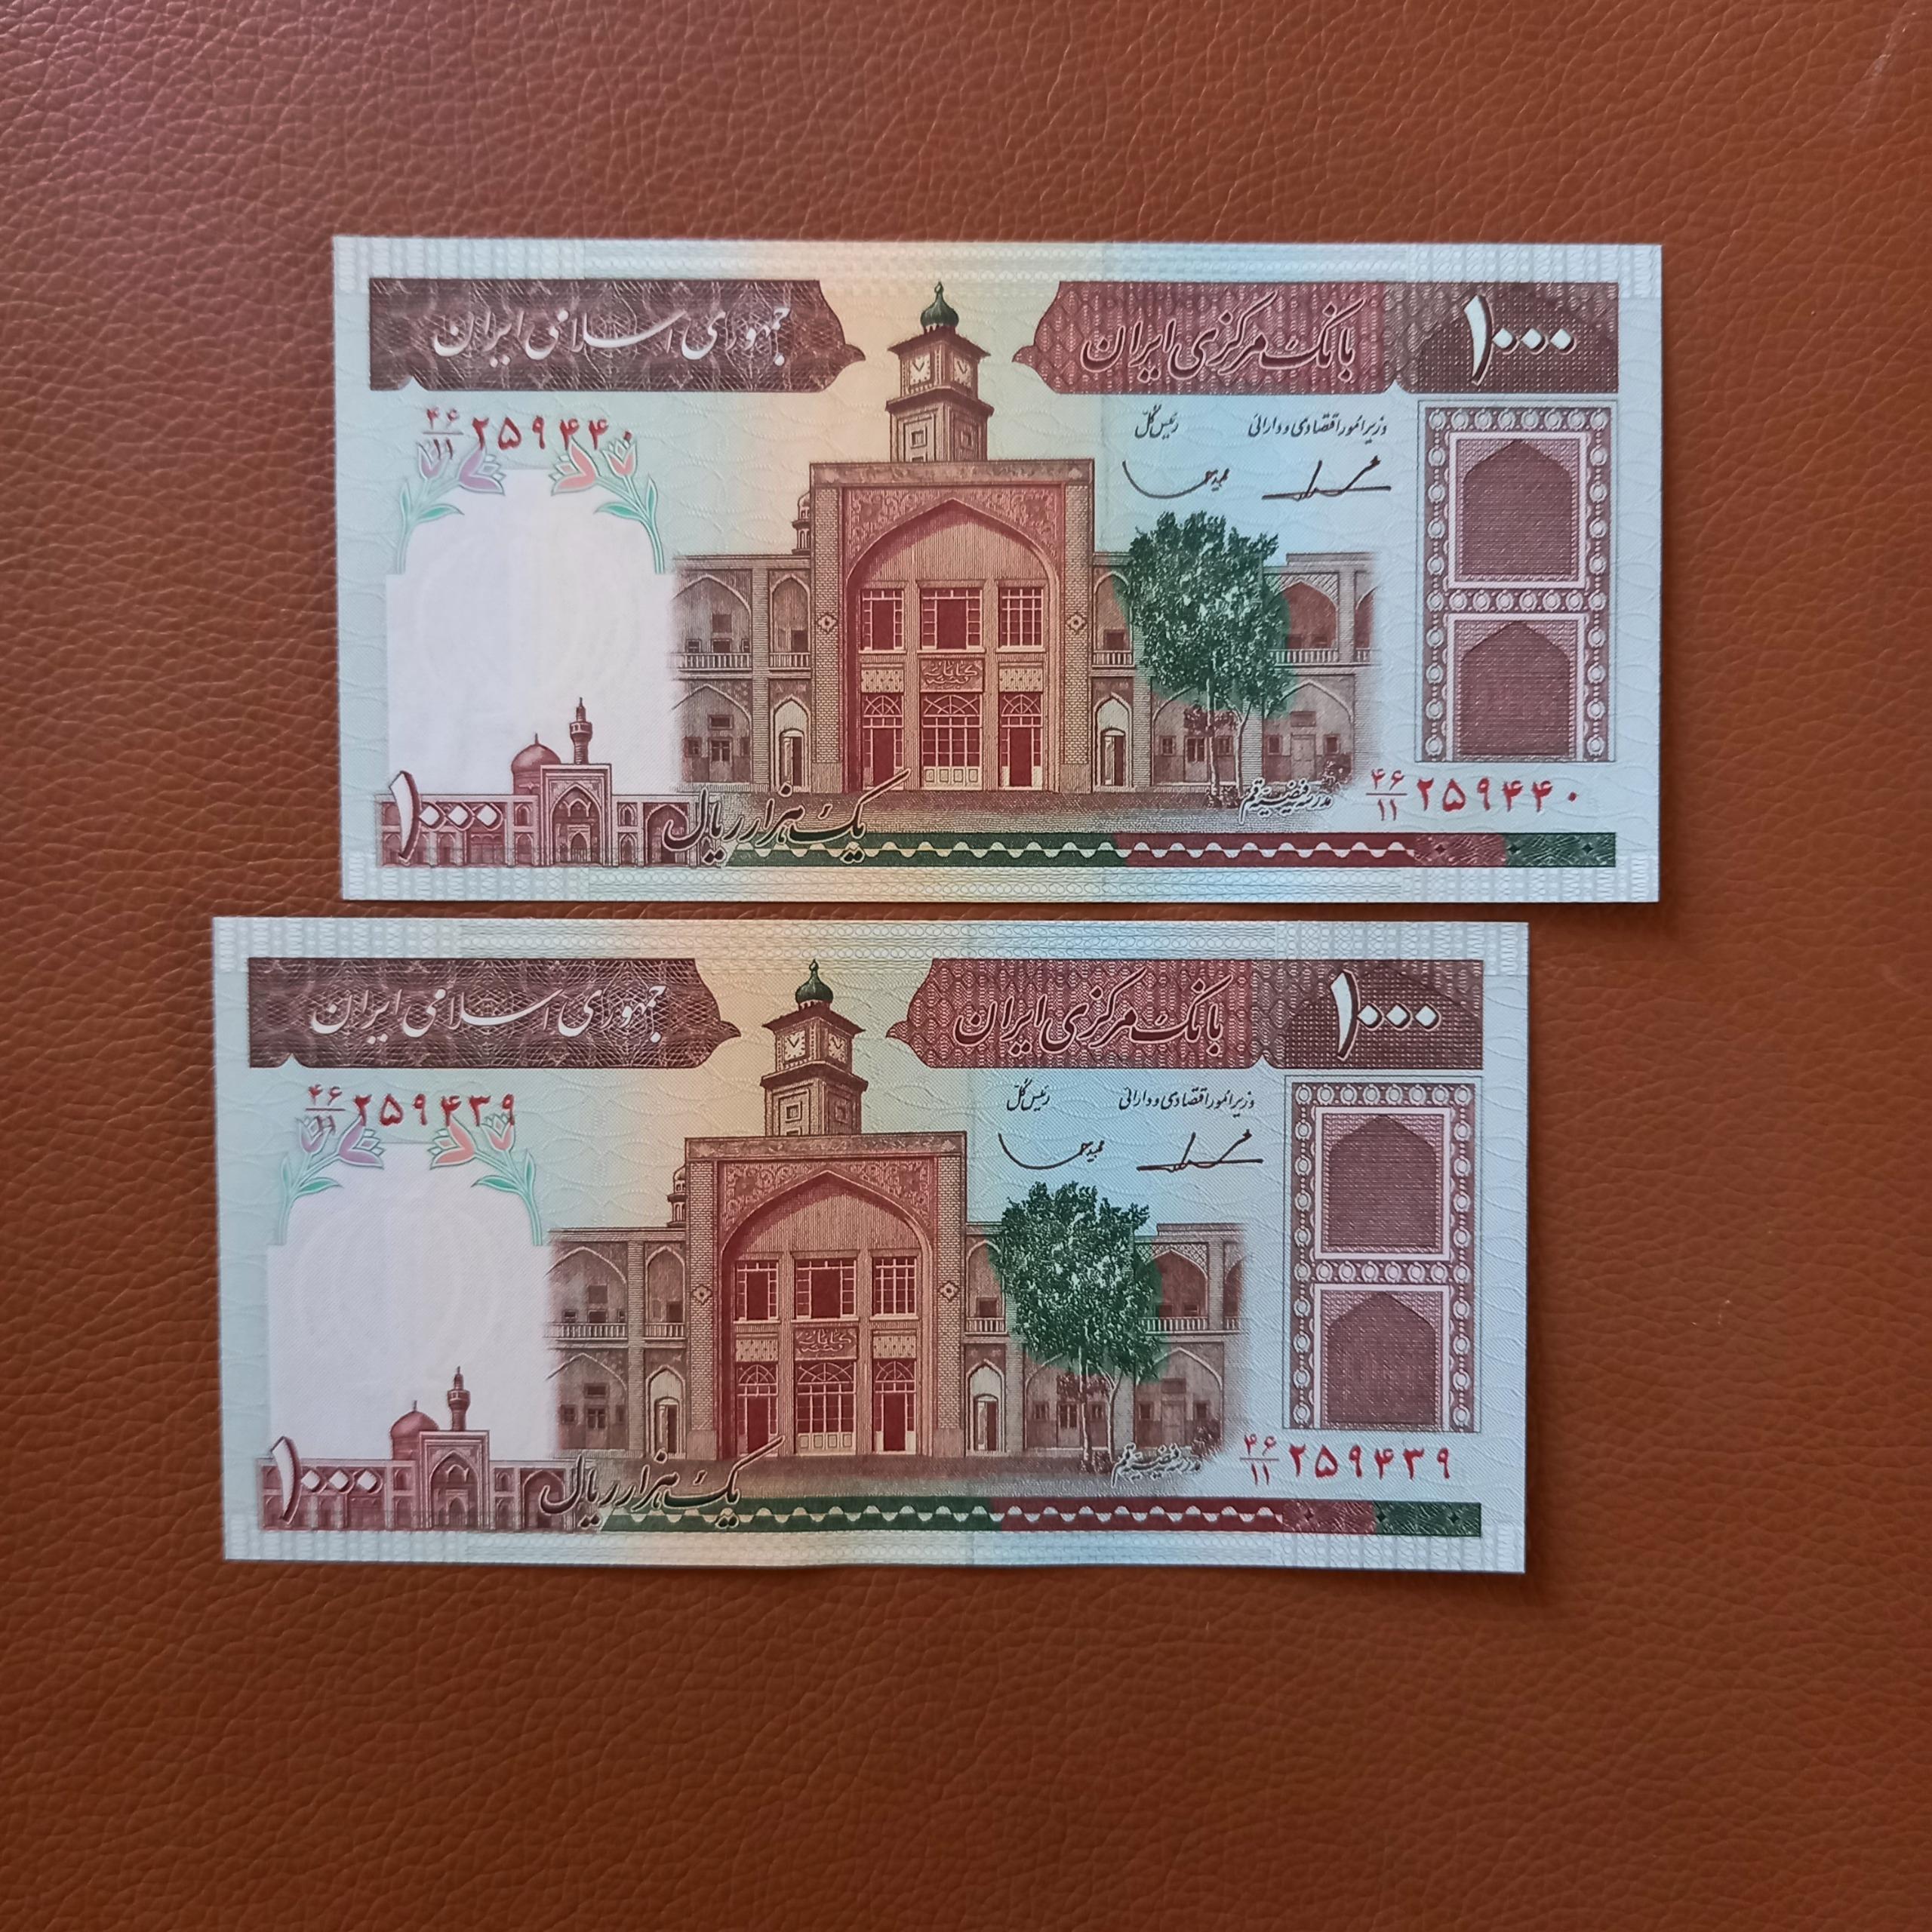 جمهوری اسلامی ایران
بانک مرکزی ایران
۱۰۰۰
۴۶/۱۱ ۲۵۹۴۴۰
رئیس کل
وزیر امور اقتصادی و دارائی
کتابخانه
مدرسه فیضیه قم
۴۶/۱۱ ۲۵۹۴۴۰
۱۰۰۰
یک هزار ریال
جمهوری اسلامی ایران
بانک مرکزی ایران
۱۰۰۰
۴۶/۱۱ ۲۵۹۴۳۹
رئیس کل
وزیر امور اقتصادی و دارائی
کتابخانه
مدرسه فیضیه قم
۴۶/۱۱ ۲۵۹۴۳۹
۱۰۰۰
یک هزار ریال